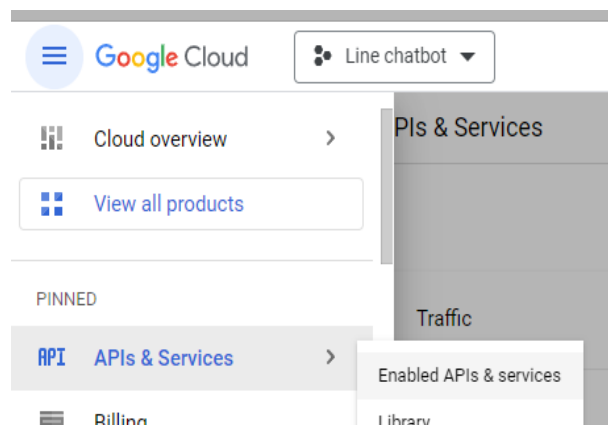 Google Cloud
Line chatbot
Cloud overview
PIs & Services
View all products
PINNED
Traffic
API APIs & Services
Enabled APIs & services
Billing
Library